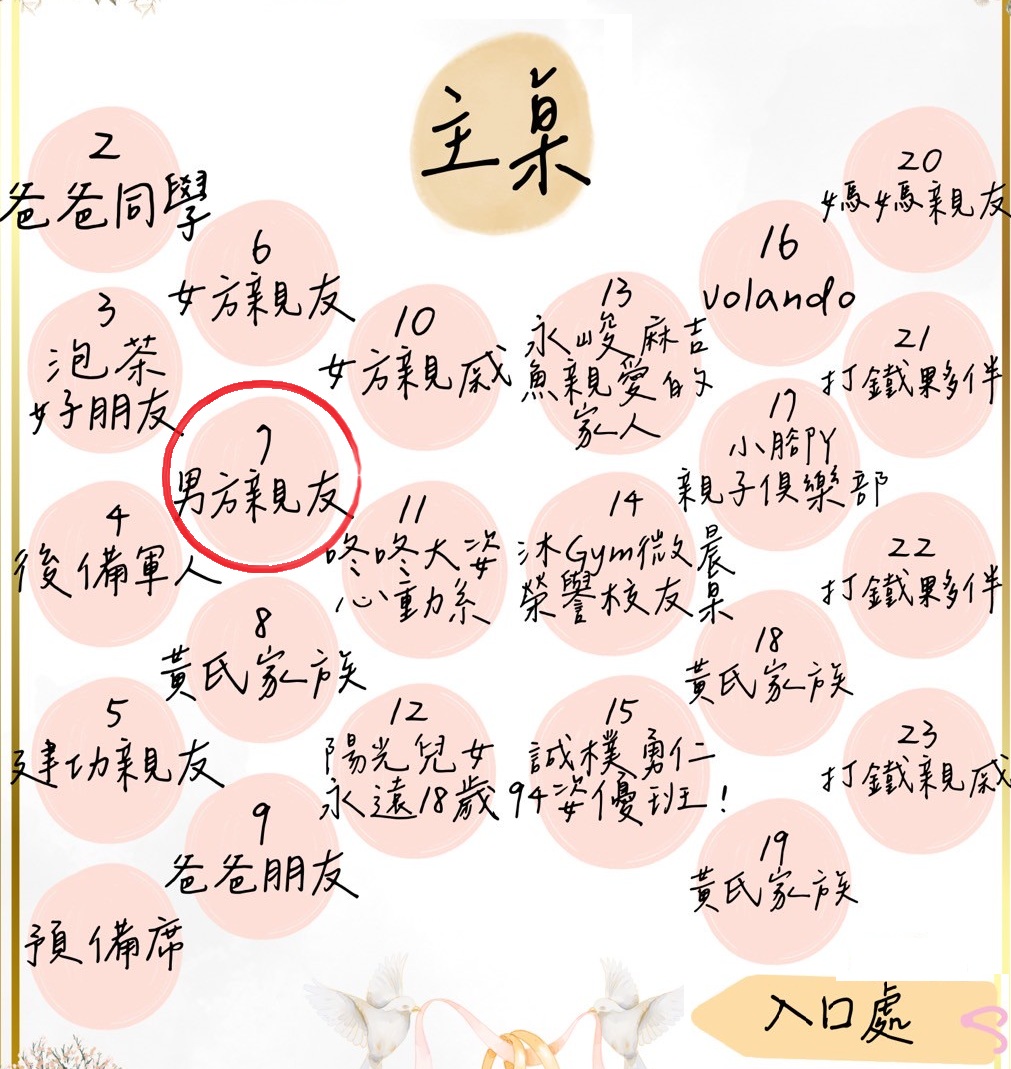 主桌
2
爸爸同學
3
泡茶
好子朋友
4
後備軍人
5
建功親友
預備席
6
女方親友
7
男方親友
8
黃氏家族
9
爸爸朋友
10
女方親戚
11
咚咚大姿
心動系
12
陽光兒女
永遠18歲
13
永峻麻吉
魚親愛的
家人
14
沐Gym微晨
榮譽校友桌
15
誠樸勇仁
94姿優班!
16
volando
17
小腳丫
親子俱樂部
18
黃氏家族
19
黃氏家族
20
媽媽親友
21
打鐵夥伴
22
打鐵夥伴
23
打鐵親戚
入口處